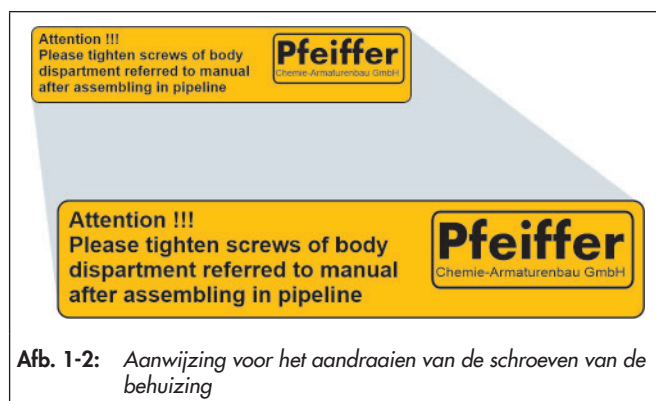 Attention !!!
Please tighten screws of body
dispartment referred to manual
after assembling in pipeline
Pfeiffer
Chemie-Armaturenbau GmbH
Attention !!!
Please tighten screws of body
dispartment referred to manual
after assembling in pipeline
Pfeiffer
Chemie-Armaturenbau GmbH
Afb. 1-2: Aanwijzing voor het aandraaien van de schroeven van de
behuizing